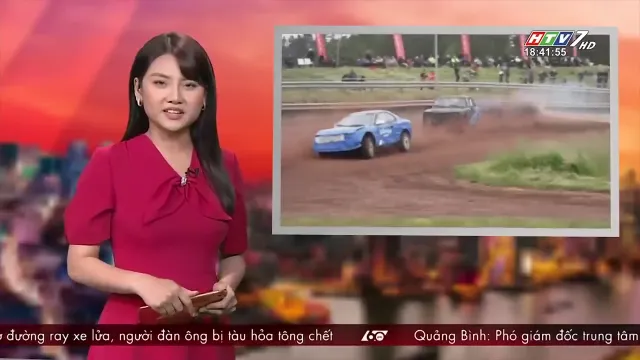 HTV7 HD
18:41:55
đường ray xe lửa, người đàn ông bị tàu hỏa tông chết
60 Quảng Bình: Phó giám đốc trung tâm